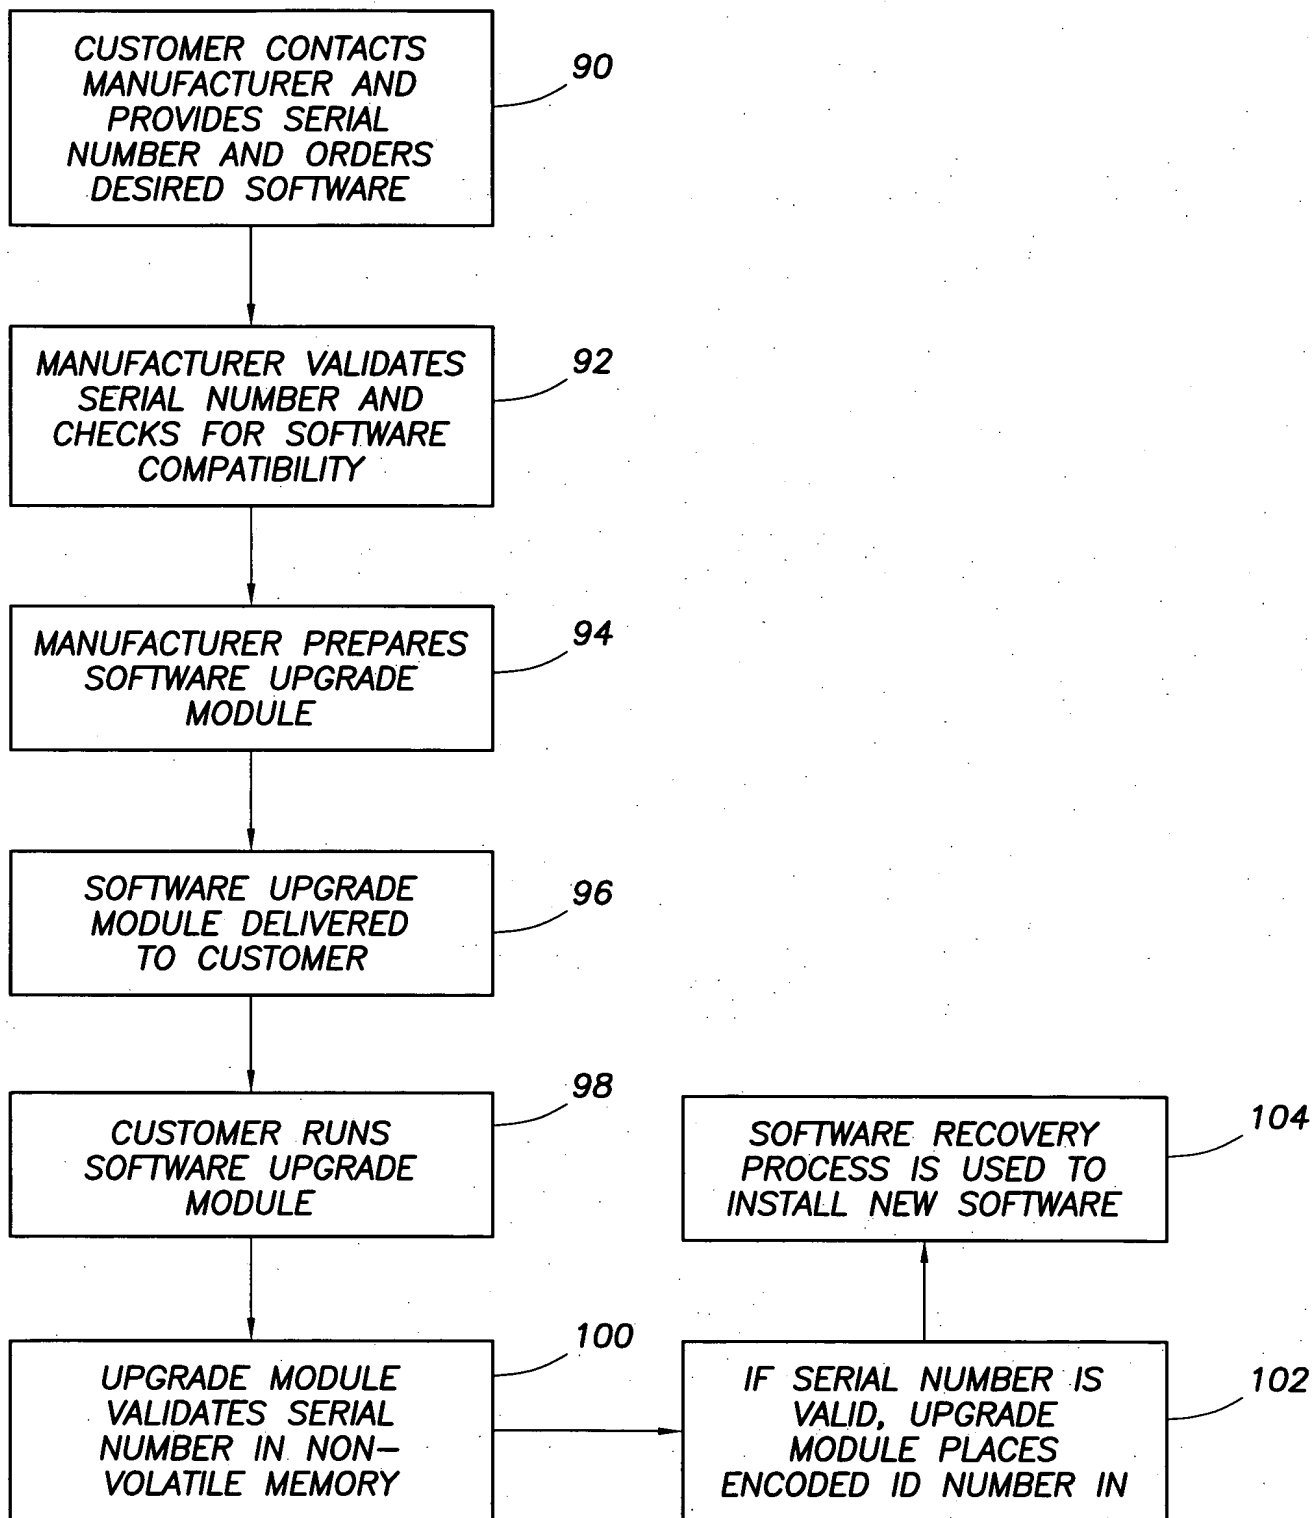 CUSTOMER CONTACTS
MANUFACTURER AND
PROVIDES SERIAL
NUMBER AND ORDERS
DESIRED SOFTWARE
90
MANUFACTURER VALIDATES
SERIAL NUMBER AND
CHECKS FOR SOFTWARE
COMPATIBILITY
92
MANUFACTURER PREPARES
SOFTWARE UPGRADE
MODULE
94
SOFTWARE UPGRADE
MODULE DELIVERED
TO CUSTOMER
96
CUSTOMER RUNS
SOFTWARE UPGRADE
MODULE
98
UPGRADE MODULE
VALIDATES SERIAL
NUMBER IN NON-
VOLATILE MEMORY
100
IF SERIAL NUMBER IS
VALID, UPGRADE
MODULE PLACES
ENCODED ID NUMBER IN
102
SOFTWARE RECOVERY
PROCESS IS USED TO
INSTALL NEW SOFTWARE
104